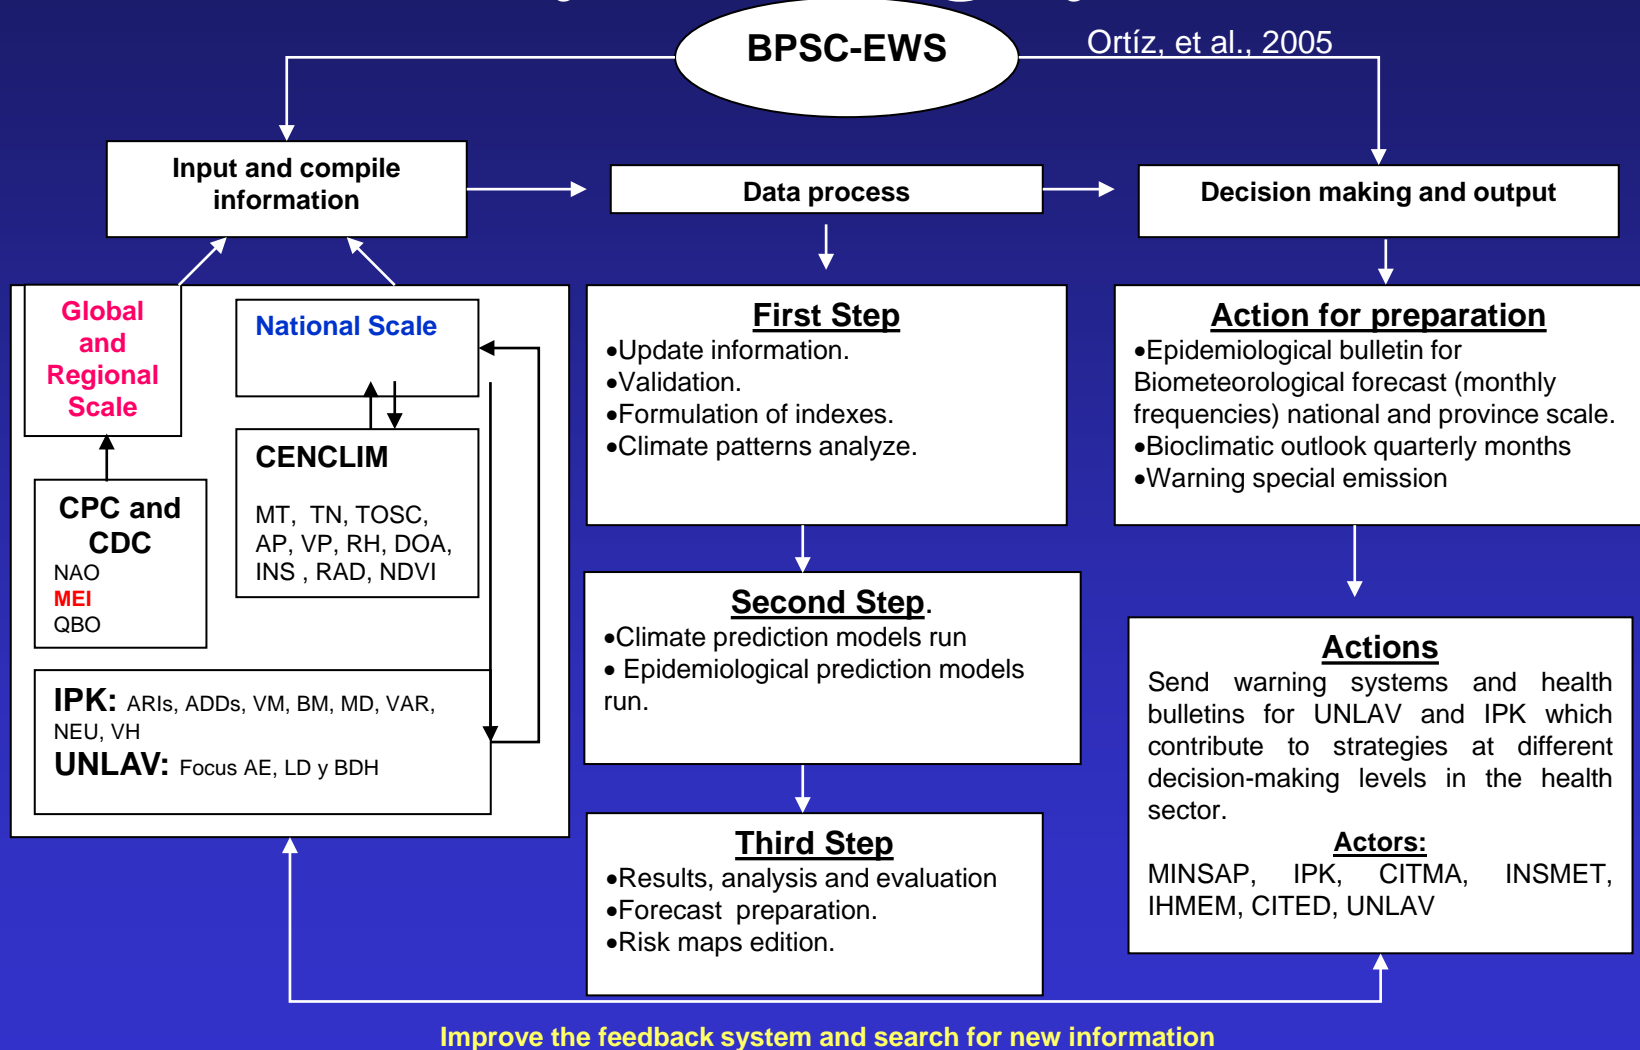 BPSC-EWS
Ortíz, et al., 2005
Input and compile
information
Data process
Decision making and output
Global
and
Regional
Scale
National Scale
CPC and
CDC
NAO
MEI
QBO
CENCLIM
MT, TN, TOSC,
AP, VP, RH, DOA,
INS , RAD, NDVI
IPK: ARIs, ADDs, VM, BM, MD, VAR,
NEU, VH
UNLAV: Focus AE, LD y BDH
First Step
•Update information.
•Validation.
•Formulation of indexes.
•Climate patterns analyze.
Second Step.
•Climate prediction models run
• Epidemiological prediction models
run.
Third Step
•Results, analysis and evaluation
•Forecast preparation.
•Risk maps edition.
Action for preparation
•Epidemiological bulletin for
Biometeorological forecast (monthly
frequencies) national and province scale.
•Bioclimatic outlook quarterly months
•Warning special emission
Actions
Send warning systems and health
bulletins for UNLAV and IPK which
contribute to strategies at different
decision-making levels in the health
sector.
Actors:
MINSAP, IPK, CITMA, INSMET,
IHMEM, CITED, UNLAV
Improve the feedback system and search for new information